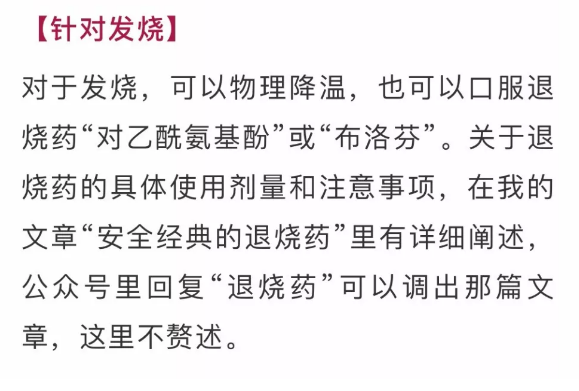 【针对发烧】
对于发烧，可以物理降温，也可以口服退
烧药“对乙酰氨基酚”或“布洛芬”。关于退
烧药的具体使用剂量和注意事项，在我的
文章“安全经典的退烧药”里有详细阐述，
公众号里回复“退烧药”可以调出那篇文
章，这里不赘述。